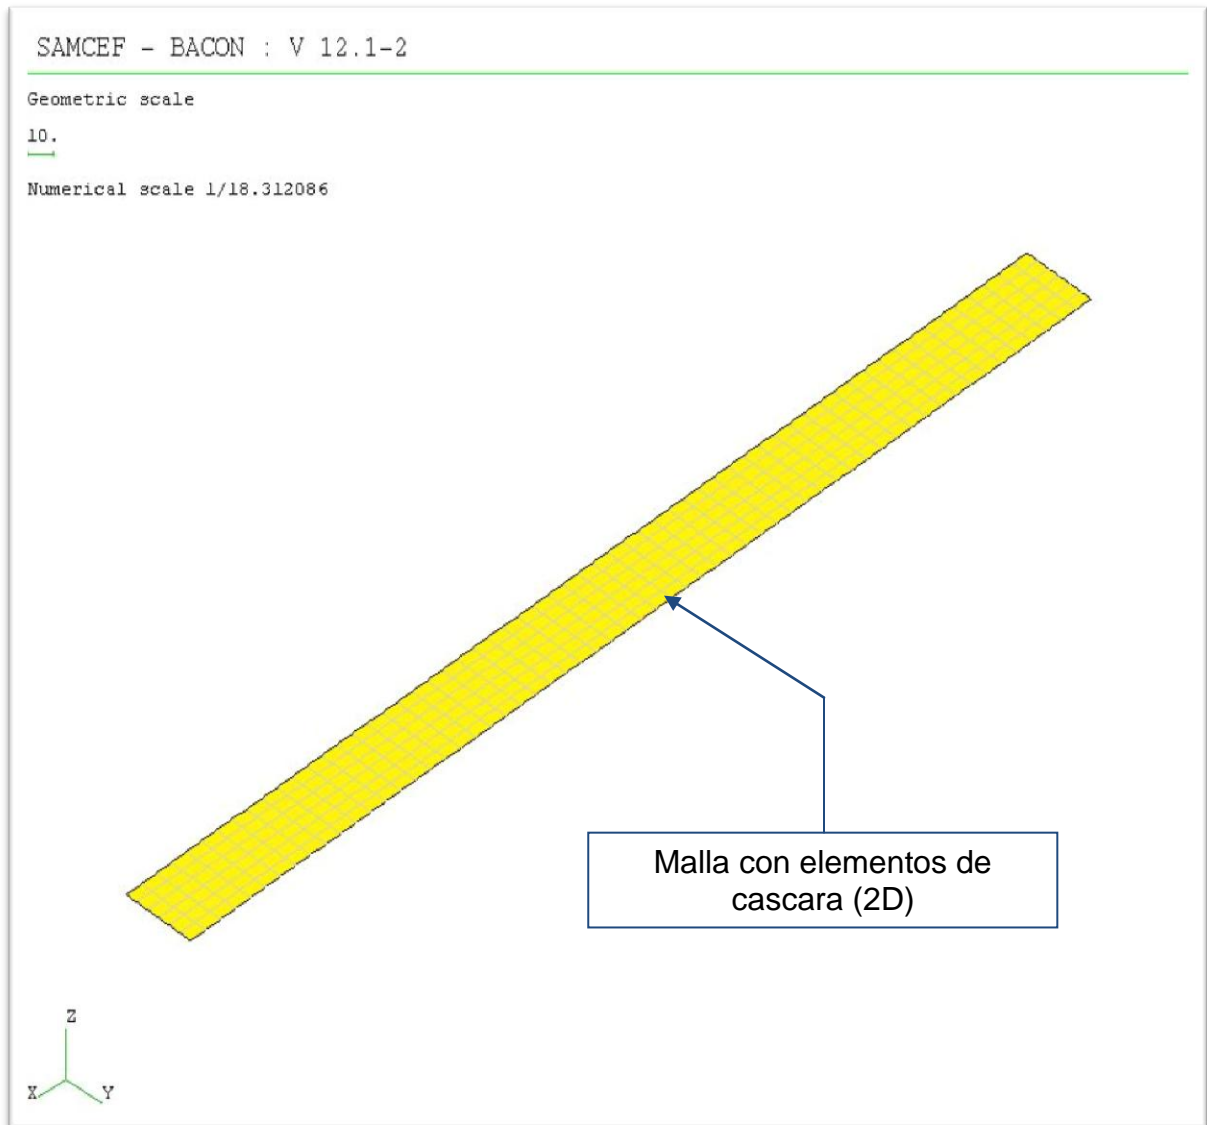 SAMCEF - BACON : V 12.1-2
Geometric scale
10.
Numerical scale 1/18.312086
Malla con elementos de
cascara (2D)
Z
X
Y